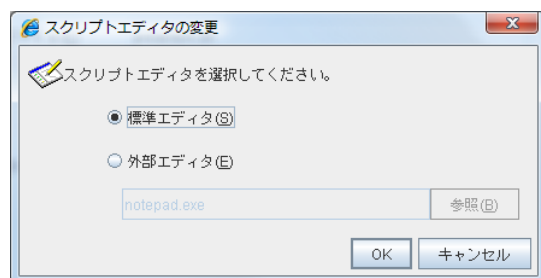 スクリプトエディタの変更
スクリプトエディタを選択してください。
標準エディタ(S)
外部エディタ(E)
notepad.exe 参照(B)
OK キャンセル